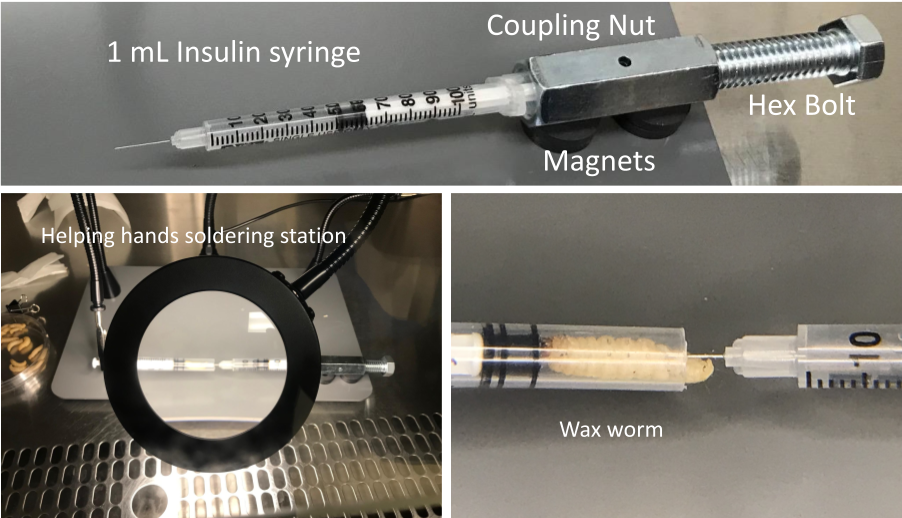 Coupling Nut
1 mL Insulin syringe
10 20 30 40 50 70 80 90 100
units
Hex Bolt
Magnets
Helping hands soldering station
Wax worm
10